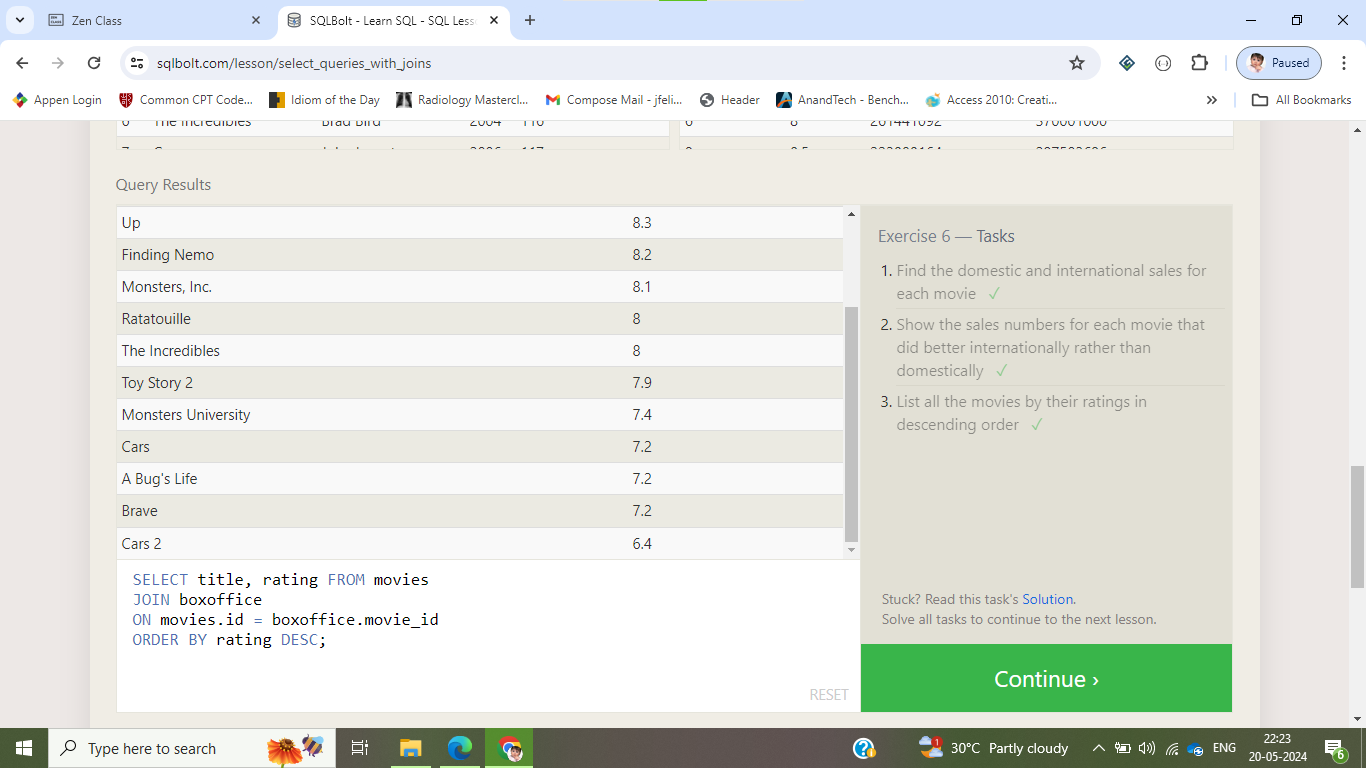 Zen Class
SQLBolt - Learn SQL - SQL Less
sqlbolt.com/lesson/select_queries_with_joins
Paused
Appen Login
Common CPT Code...
Idiom of the Day
Radiology Mastercl...
Compose Mail - jfeli...
Header
AnandTech - Bench...
Access 2010: Creati...
All Bookmarks
6 The Incredibles Brad Bird 2004 116
6 8 261441092 370001000
Query Results
Up 8.3
Finding Nemo 8.2
Monsters, Inc. 8.1
Ratatouille 8
The Incredibles 8
Toy Story 2 7.9
Monsters University 7.4
Cars 7.2
A Bug's Life 7.2
Brave 7.2
Cars 2 6.4
SELECT title, rating FROM movies
JOIN boxoffice
ON movies.id = boxoffice.movie_id
ORDER BY rating DESC;
RESET
Exercise 6 — Tasks
1. Find the domestic and international sales for
each movie ✓
2. Show the sales numbers for each movie that
did better internationally rather than
domestically ✓
3. List all the movies by their ratings in
descending order ✓
Stuck? Read this task's Solution.
Solve all tasks to continue to the next lesson.
Continue ›
Type here to search
1
30°C Partly cloudy
ENG
22:23
20-05-2024
6